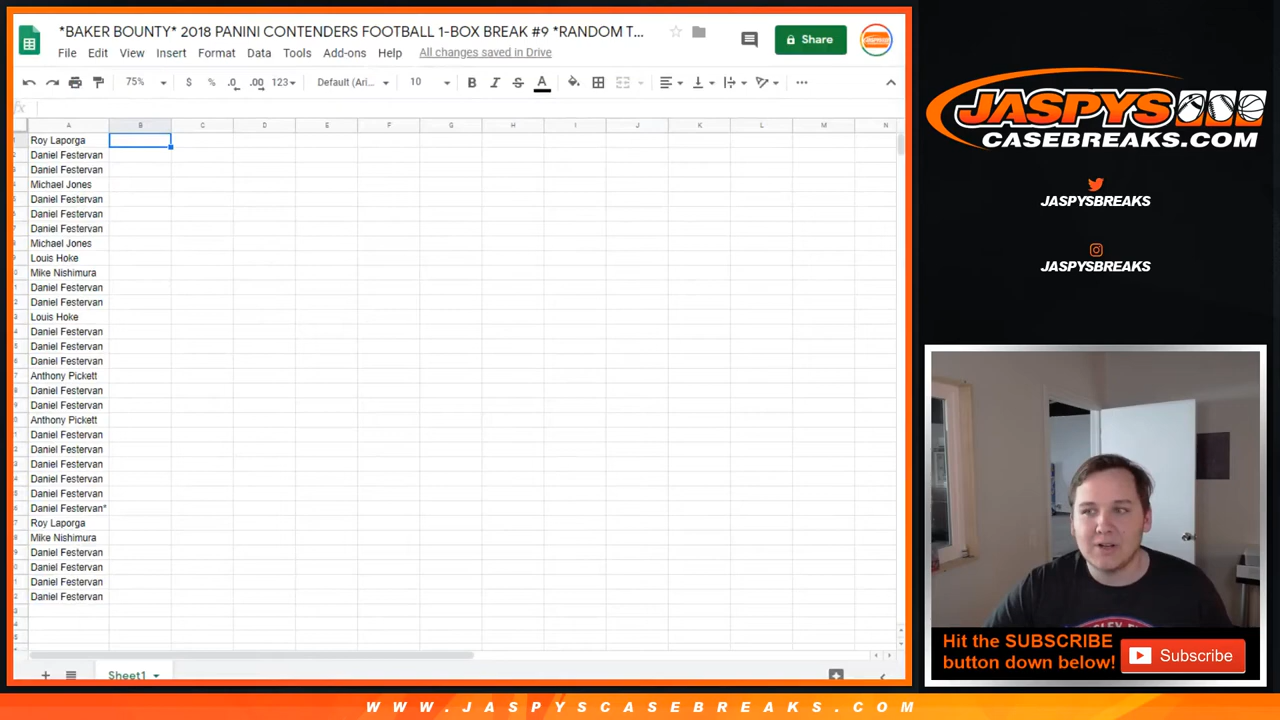 *BAKER BOUNTY* 2018 PANINI CONTENDERS FOOTBALL 1-BOX BREAK #9 *RANDOM T...
File Edit View Insert Format Data Tools Add-ons Help All changes saved in Drive
Share
75% $ % .0 .00 123 Default (Ari... 10 B I S A ...
fx
A B C D E F G H I J K L M N
Roy Laporga
Daniel Festervan
Daniel Festervan
Michael Jones
Daniel Festervan
Daniel Festervan
Daniel Festervan
Michael Jones
Louis Hoke
Mike Nishimura
Daniel Festervan
Daniel Festervan
Louis Hoke
Daniel Festervan
Daniel Festervan
Daniel Festervan
Anthony Pickett
Daniel Festervan
Daniel Festervan
Anthony Pickett
Daniel Festervan
Daniel Festervan
Daniel Festervan
Daniel Festervan
Daniel Festervan
Daniel Festervan*
Roy Laporga
Mike Nishimura
Daniel Festervan
Daniel Festervan
Daniel Festervan
Daniel Festervan
Sheet1
JASPYS
CASEBREAKS.COM
JASPYSBREAKS
JASPYSBREAKS
Hit the SUBSCRIBE
button down below!
Subscribe
WWW.JASPYSCASEBREAKS.COM